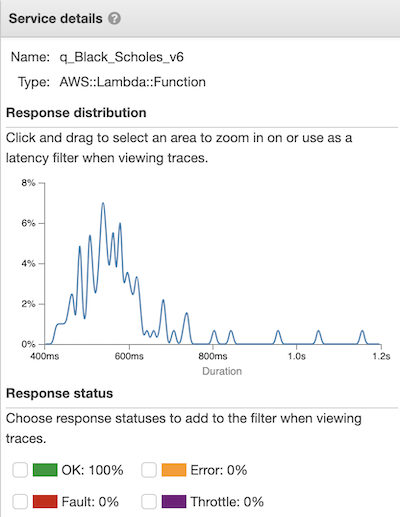 Service details ?
Name: q_Black_Scholes_v6
Type: AWS::Lambda::Function
Response distribution
Click and drag to select an area to zoom in on or use as a
latency filter when viewing traces.
8%
6%
4%
2%
0%
400ms 600ms 800ms 1.0s 1.2s
Duration
Response status
Choose response statuses to add to the filter when viewing
traces.
OK: 100% Error: 0%
Fault: 0% Throttle: 0%